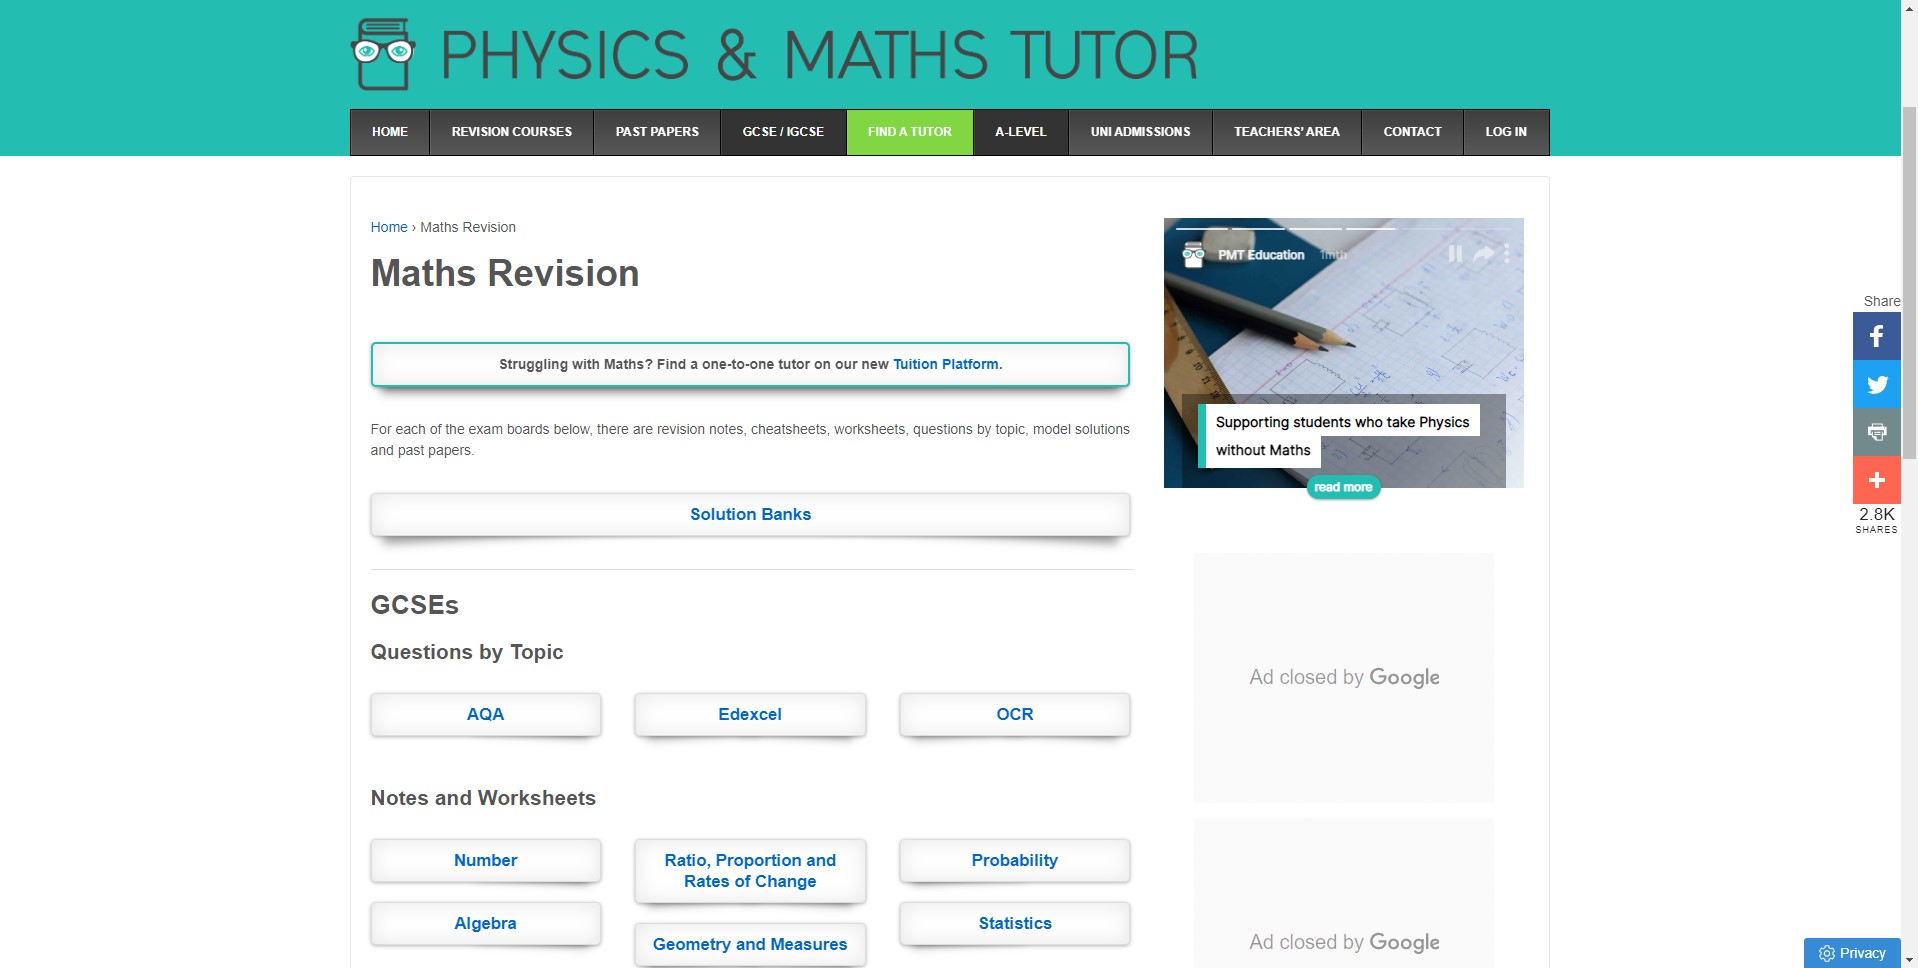 PHYSICS & MATHS TUTOR
HOME
REVISION COURSES
PAST PAPERS
GCSE / IGCSE
FIND A TUTOR
A-LEVEL
UNI ADMISSIONS
TEACHERS' AREA
CONTACT
LOG IN
Home › Maths Revision
Maths Revision
Struggling with Maths? Find a one-to-one tutor on our new Tuition Platform.
For each of the exam boards below, there are revision notes, cheatsheets, worksheets, questions by topic, model solutions
and past papers.
Solution Banks
GCSEs
Questions by Topic
AQA
Edexcel
OCR
Notes and Worksheets
Number
Ratio, Proportion and
Rates of Change
Probability
Algebra
Geometry and Measures
Statistics
PMT Education 1mth
Supporting students who take Physics
without Maths
read more
Ad closed by Google
Ad closed by Google
Share
2.8K
SHARES
Privacy